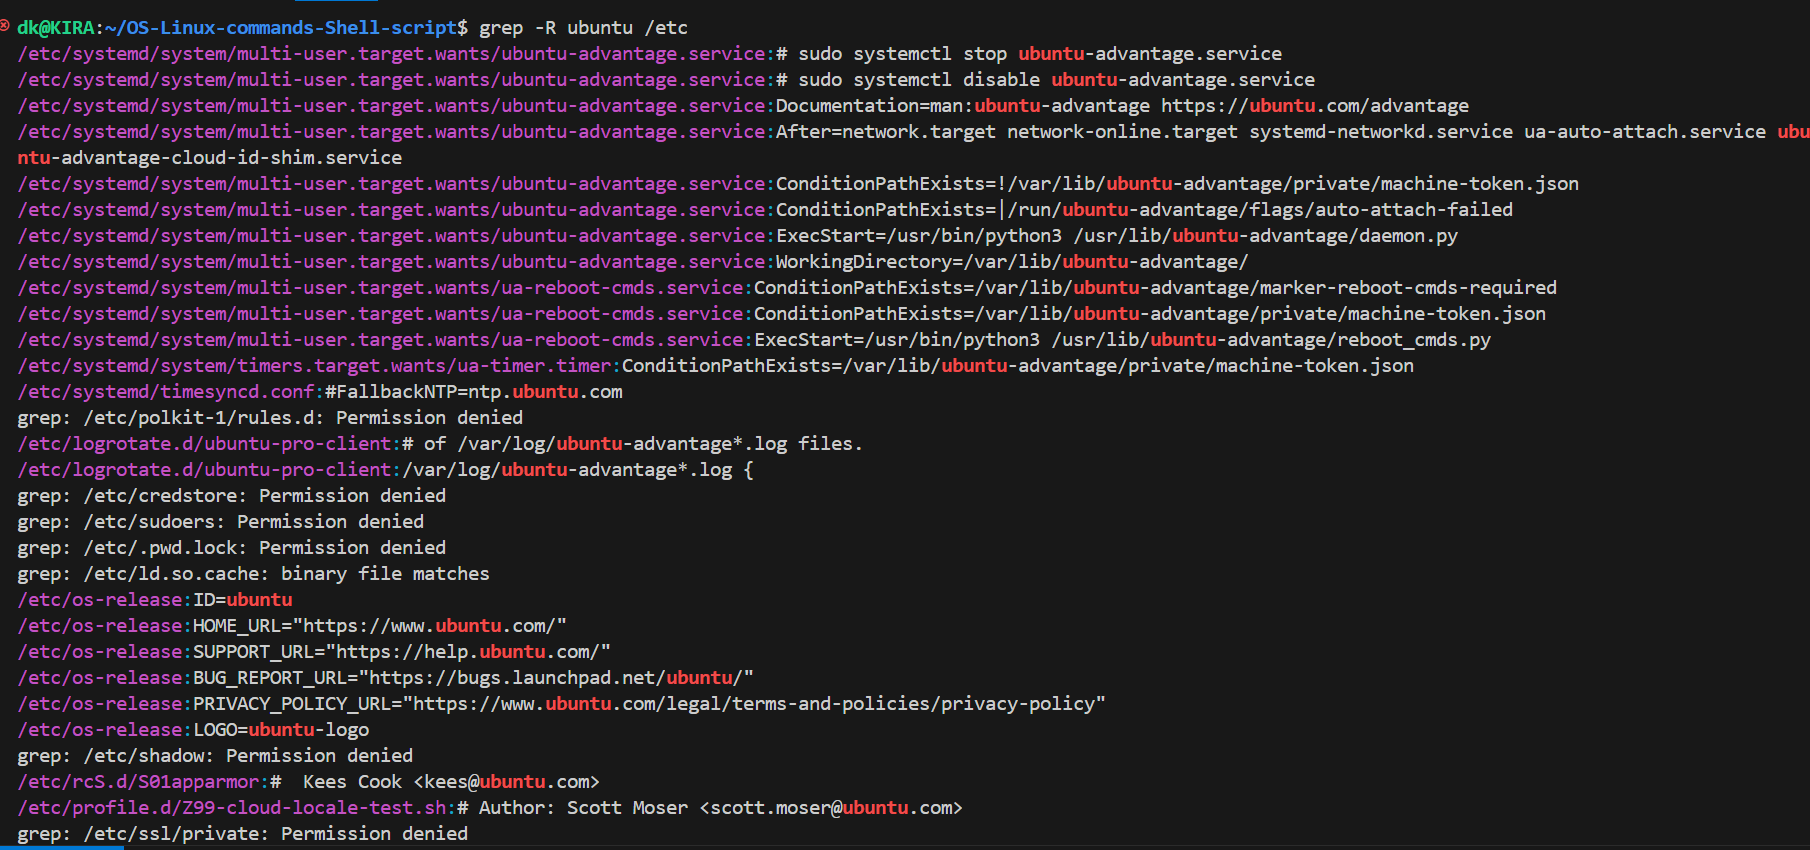 dk@KIRA:~/OS-Linux-commands-Shell-script$ grep -R ubuntu /etc
/etc/systemd/system/multi-user.target.wants/ubuntu-advantage.service:# sudo systemctl stop ubuntu-advantage.service
/etc/systemd/system/multi-user.target.wants/ubuntu-advantage.service:# sudo systemctl disable ubuntu-advantage.service
/etc/systemd/system/multi-user.target.wants/ubuntu-advantage.service:Documentation=man:ubuntu-advantage https://ubuntu.com/advantage
/etc/systemd/system/multi-user.target.wants/ubuntu-advantage.service:After=network.target network-online.target systemd-networkd.service ua-auto-attach.service ubu
ntu-advantage-cloud-id-shim.service
/etc/systemd/system/multi-user.target.wants/ubuntu-advantage.service:ConditionPathExists=!/var/lib/ubuntu-advantage/private/machine-token.json
/etc/systemd/system/multi-user.target.wants/ubuntu-advantage.service:ConditionPathExists=|/run/ubuntu-advantage/flags/auto-attach-failed
/etc/systemd/system/multi-user.target.wants/ubuntu-advantage.service:ExecStart=/usr/bin/python3 /usr/lib/ubuntu-advantage/daemon.py
/etc/systemd/system/multi-user.target.wants/ubuntu-advantage.service:WorkingDirectory=/var/lib/ubuntu-advantage/
/etc/systemd/system/multi-user.target.wants/ua-reboot-cmds.service:ConditionPathExists=/var/lib/ubuntu-advantage/marker-reboot-cmds-required
/etc/systemd/system/multi-user.target.wants/ua-reboot-cmds.service:ConditionPathExists=/var/lib/ubuntu-advantage/private/machine-token.json
/etc/systemd/system/multi-user.target.wants/ua-reboot-cmds.service:ExecStart=/usr/bin/python3 /usr/lib/ubuntu-advantage/reboot_cmds.py
/etc/systemd/system/timers.target.wants/ua-timer.timer:ConditionPathExists=/var/lib/ubuntu-advantage/private/machine-token.json
/etc/systemd/timesyncd.conf:#FallbackNTP=ntp.ubuntu.com
grep: /etc/polkit-1/rules.d: Permission denied
/etc/logrotate.d/ubuntu-pro-client:# of /var/log/ubuntu-advantage*.log files.
/etc/logrotate.d/ubuntu-pro-client:/var/log/ubuntu-advantage*.log {
grep: /etc/credstore: Permission denied
grep: /etc/sudoers: Permission denied
grep: /etc/.pwd.lock: Permission denied
grep: /etc/ld.so.cache: binary file matches
/etc/os-release:ID=ubuntu
/etc/os-release:HOME_URL="https://www.ubuntu.com/"
/etc/os-release:SUPPORT_URL="https://help.ubuntu.com/"
/etc/os-release:BUG_REPORT_URL="https://bugs.launchpad.net/ubuntu/"
/etc/os-release:PRIVACY_POLICY_URL="https://www.ubuntu.com/legal/terms-and-policies/privacy-policy"
/etc/os-release:LOGO=ubuntu-logo
grep: /etc/shadow: Permission denied
/etc/rcS.d/S01apparmor:#  Kees Cook <kees@ubuntu.com>
/etc/profile.d/Z99-cloud-locale-test.sh:# Author: Scott Moser <scott.moser@ubuntu.com>
grep: /etc/ssl/private: Permission denied